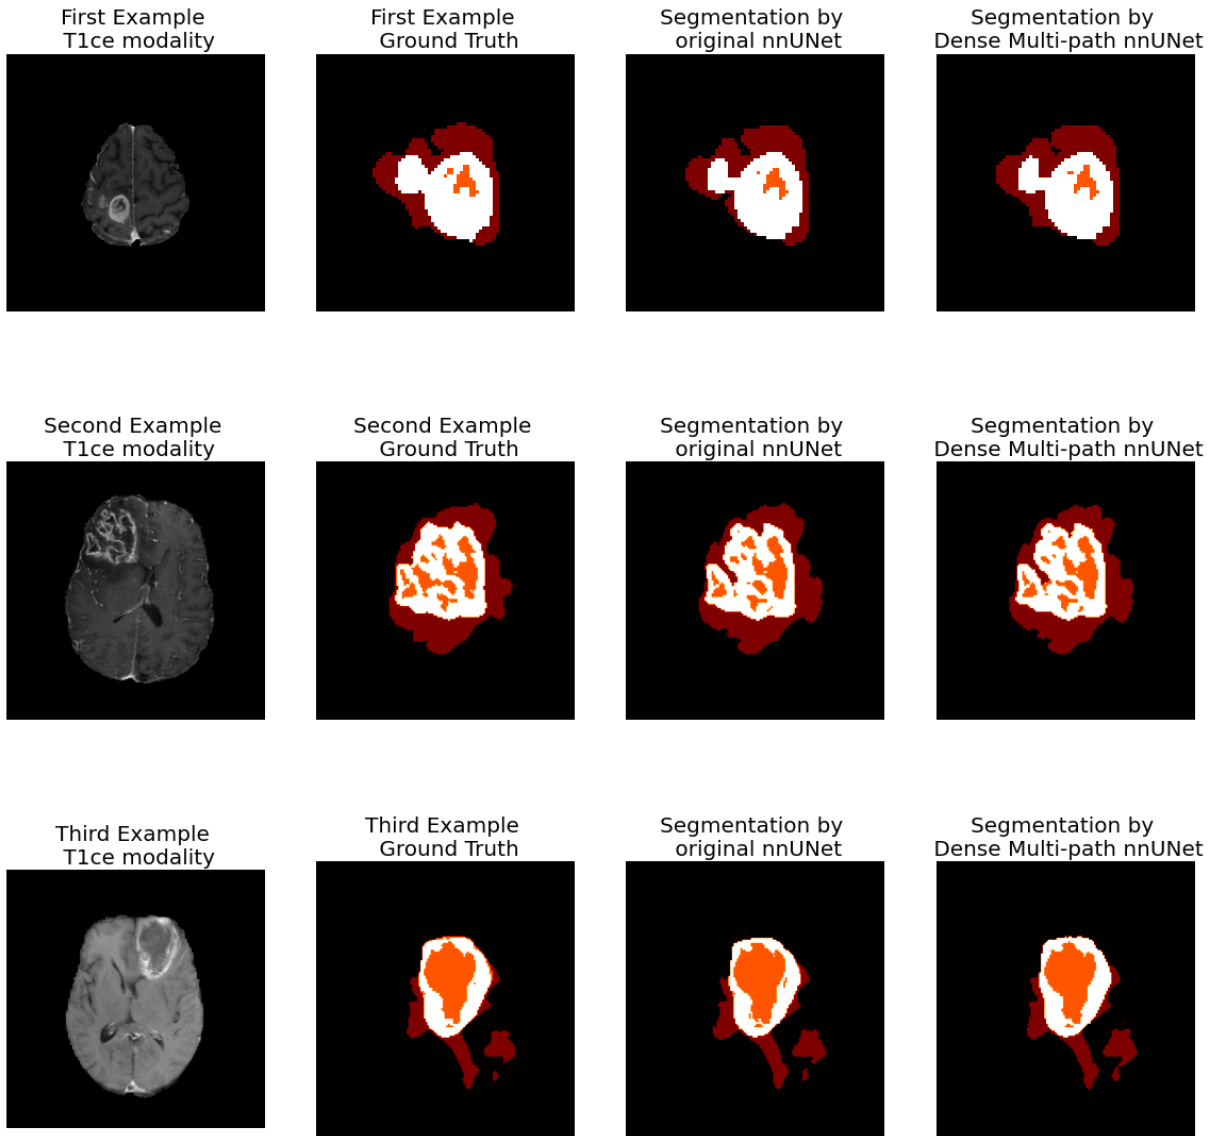 First Example
T1ce modality
First Example
Ground Truth
Segmentation by
original nnUNet
Segmentation by
Dense Multi-path nnUNet
Second Example
T1ce modality
Second Example
Ground Truth
Segmentation by
original nnUNet
Segmentation by
Dense Multi-path nnUNet
Third Example
T1ce modality
Third Example
Ground Truth
Segmentation by
original nnUNet
Segmentation by
Dense Multi-path nnUNet